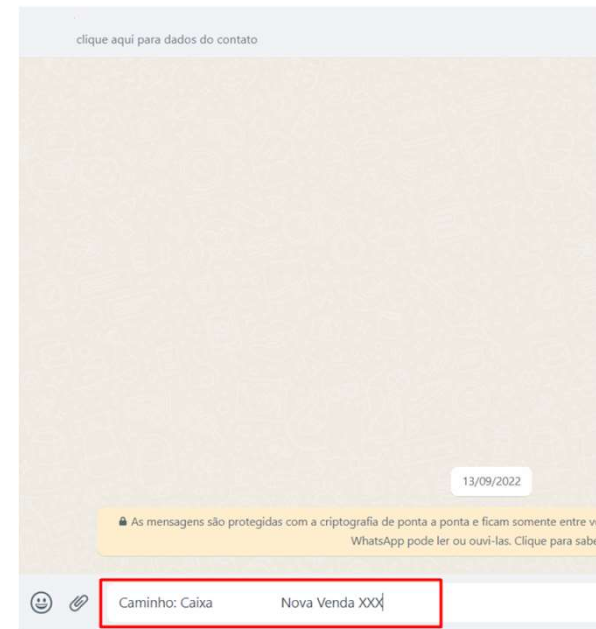 clique aqui para dados do contato
13/09/2022
As mensagens são protegidas com a criptografia de ponta a ponta e ficam somente entre
WhatsApp pode ler ou ouvi-las. Clique para
Caminho: Caixa Nova Venda XXX